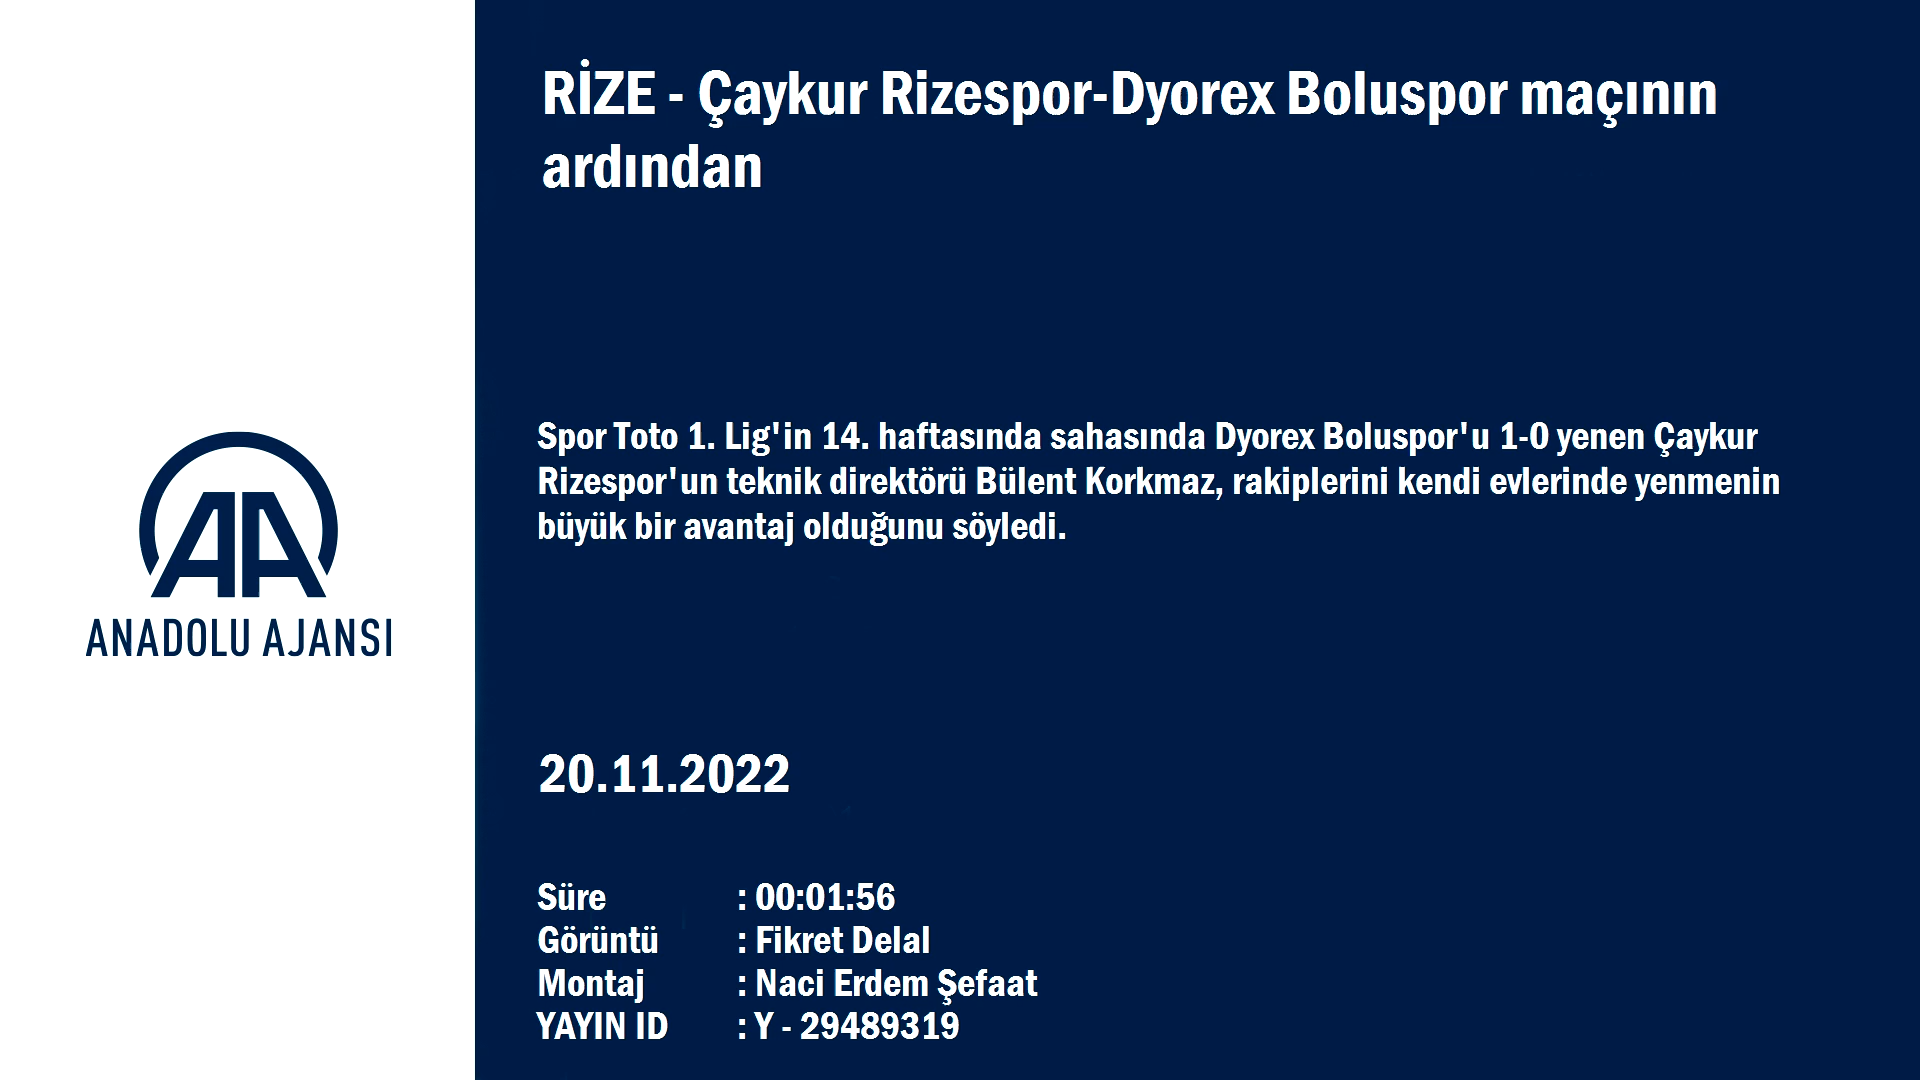 RİZE - Çaykur Rizespor-Dyorex Boluspor maçının
ardından
Spor Toto 1. Lig'in 14. haftasında sahasında Dyorex Boluspor'u 1-0 yenen Çaykur
Rizespor'un teknik direktörü Bülent Korkmaz, rakiplerini kendi evlerinde yenmenin
büyük bir avantaj olduğunu söyledi.
AA
ANADOLU AJANSI
20.11.2022
Süre : 00:01:56
Görüntü : Fikret Delal
Montaj : Naci Erdem Şefaat
YAYIN ID : Y - 29489319